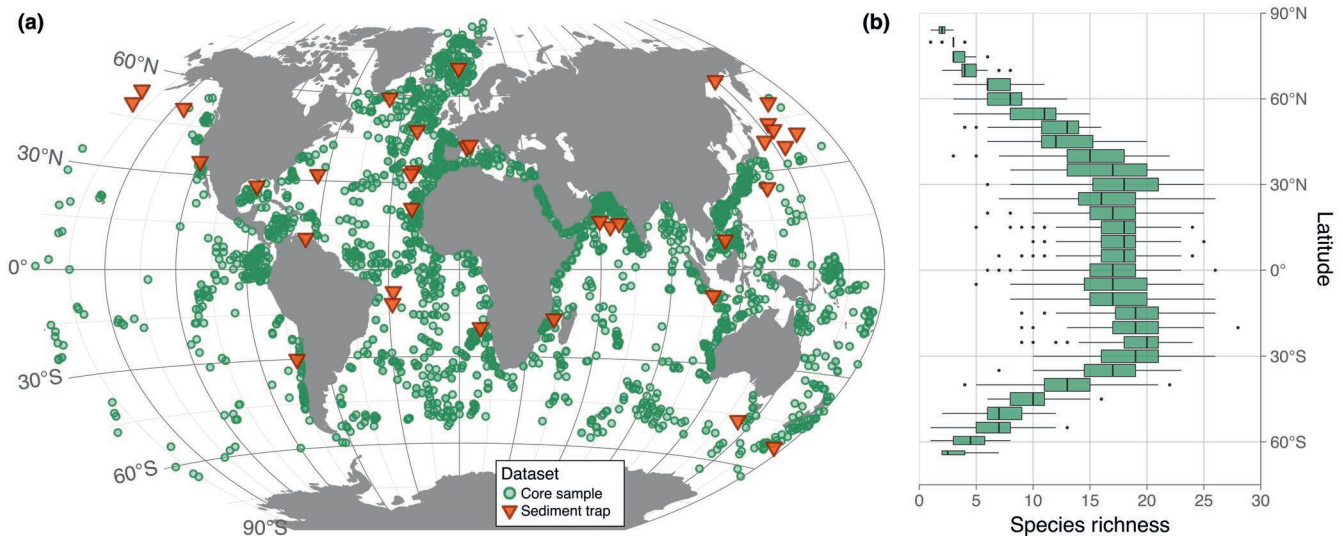 (a)
60°N
30°N
0°
30°S
60°S
90°S
Dataset
Core sample
Sediment trap
(b)
90°N
60°N
30°N
0°
30°S
60°S
Latitude
0 5 10 15 20 25 30
Species richness